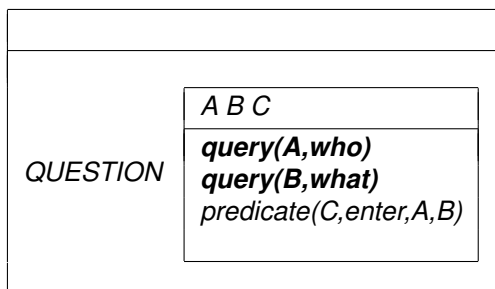 A B C
query(A,who)
QUESTION
query(B,what)
predicate(C,enter,A,B)